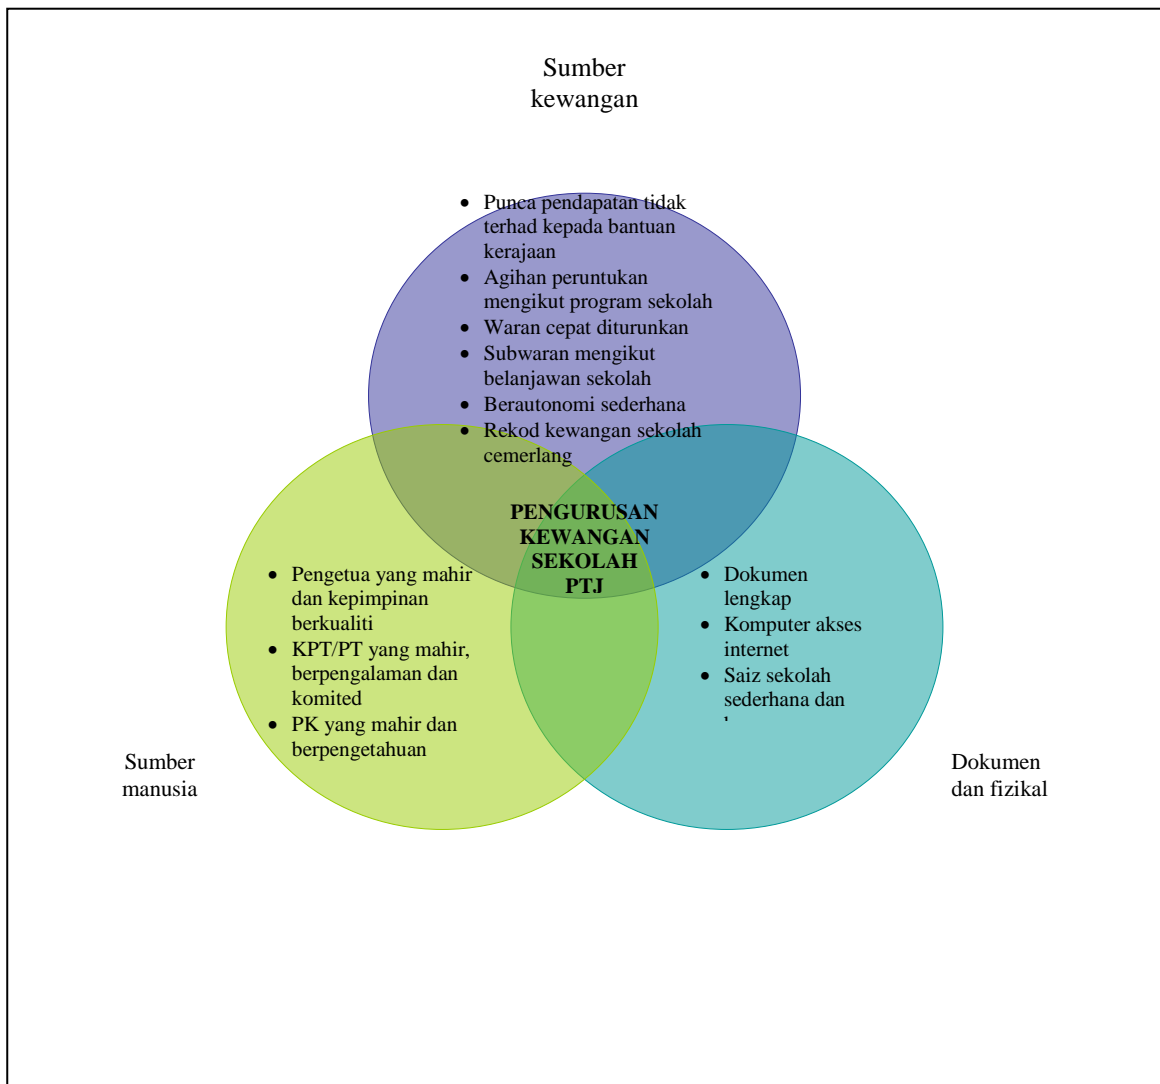 Sumber
kewangan
• Punca pendapatan tidak
terhad kepada bantuan
kerajaan
• Agihan peruntukan
mengikut program sekolah
• Waran cepat diturunkan
• Subwaran mengikut
belanjawan sekolah
• Berautonomi sederhana
• Rekod kewangan sekolah
cemerlang
PENGURUSAN
KEWANGAN
SEKOLAH
PTJ
• Pengetua yang mahir
dan kepimpinan
berkualiti
• KPT/PT yang mahir,
berpengalaman dan
komited
• PK yang mahir dan
berpengetahuan
• Dokumen
lengkap
• Komputer akses
internet
• Saiz sekolah
sederhana dan
Sumber
manusia
Dokumen
dan fizikal